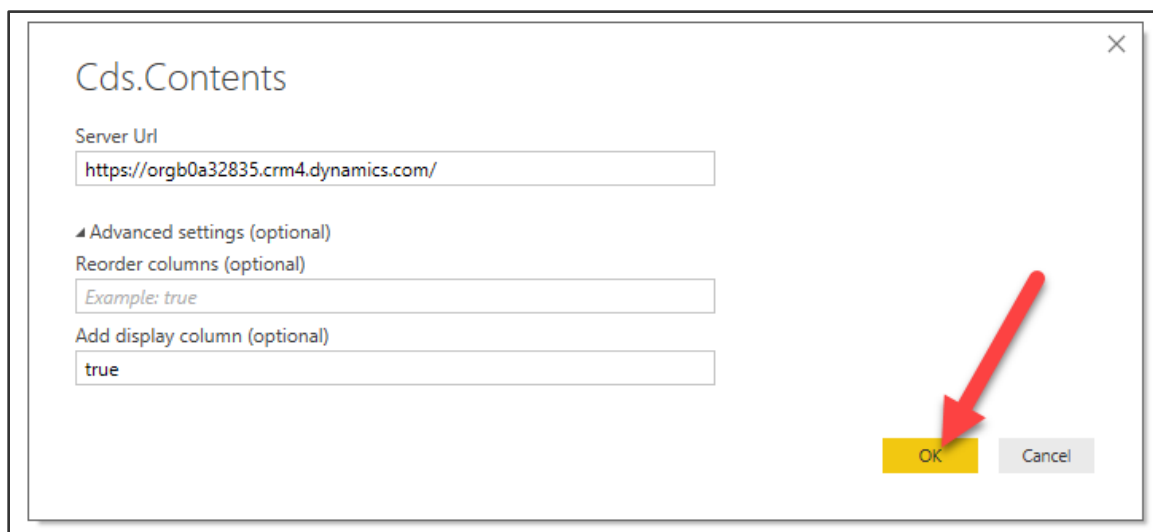 Cds.Contents
Server Url
https://orgb0a32835.crm4.dynamics.com/
Advanced settings (optional)
Reorder columns (optional)
Example: true
Add display column (optional)
true
OK Cancel